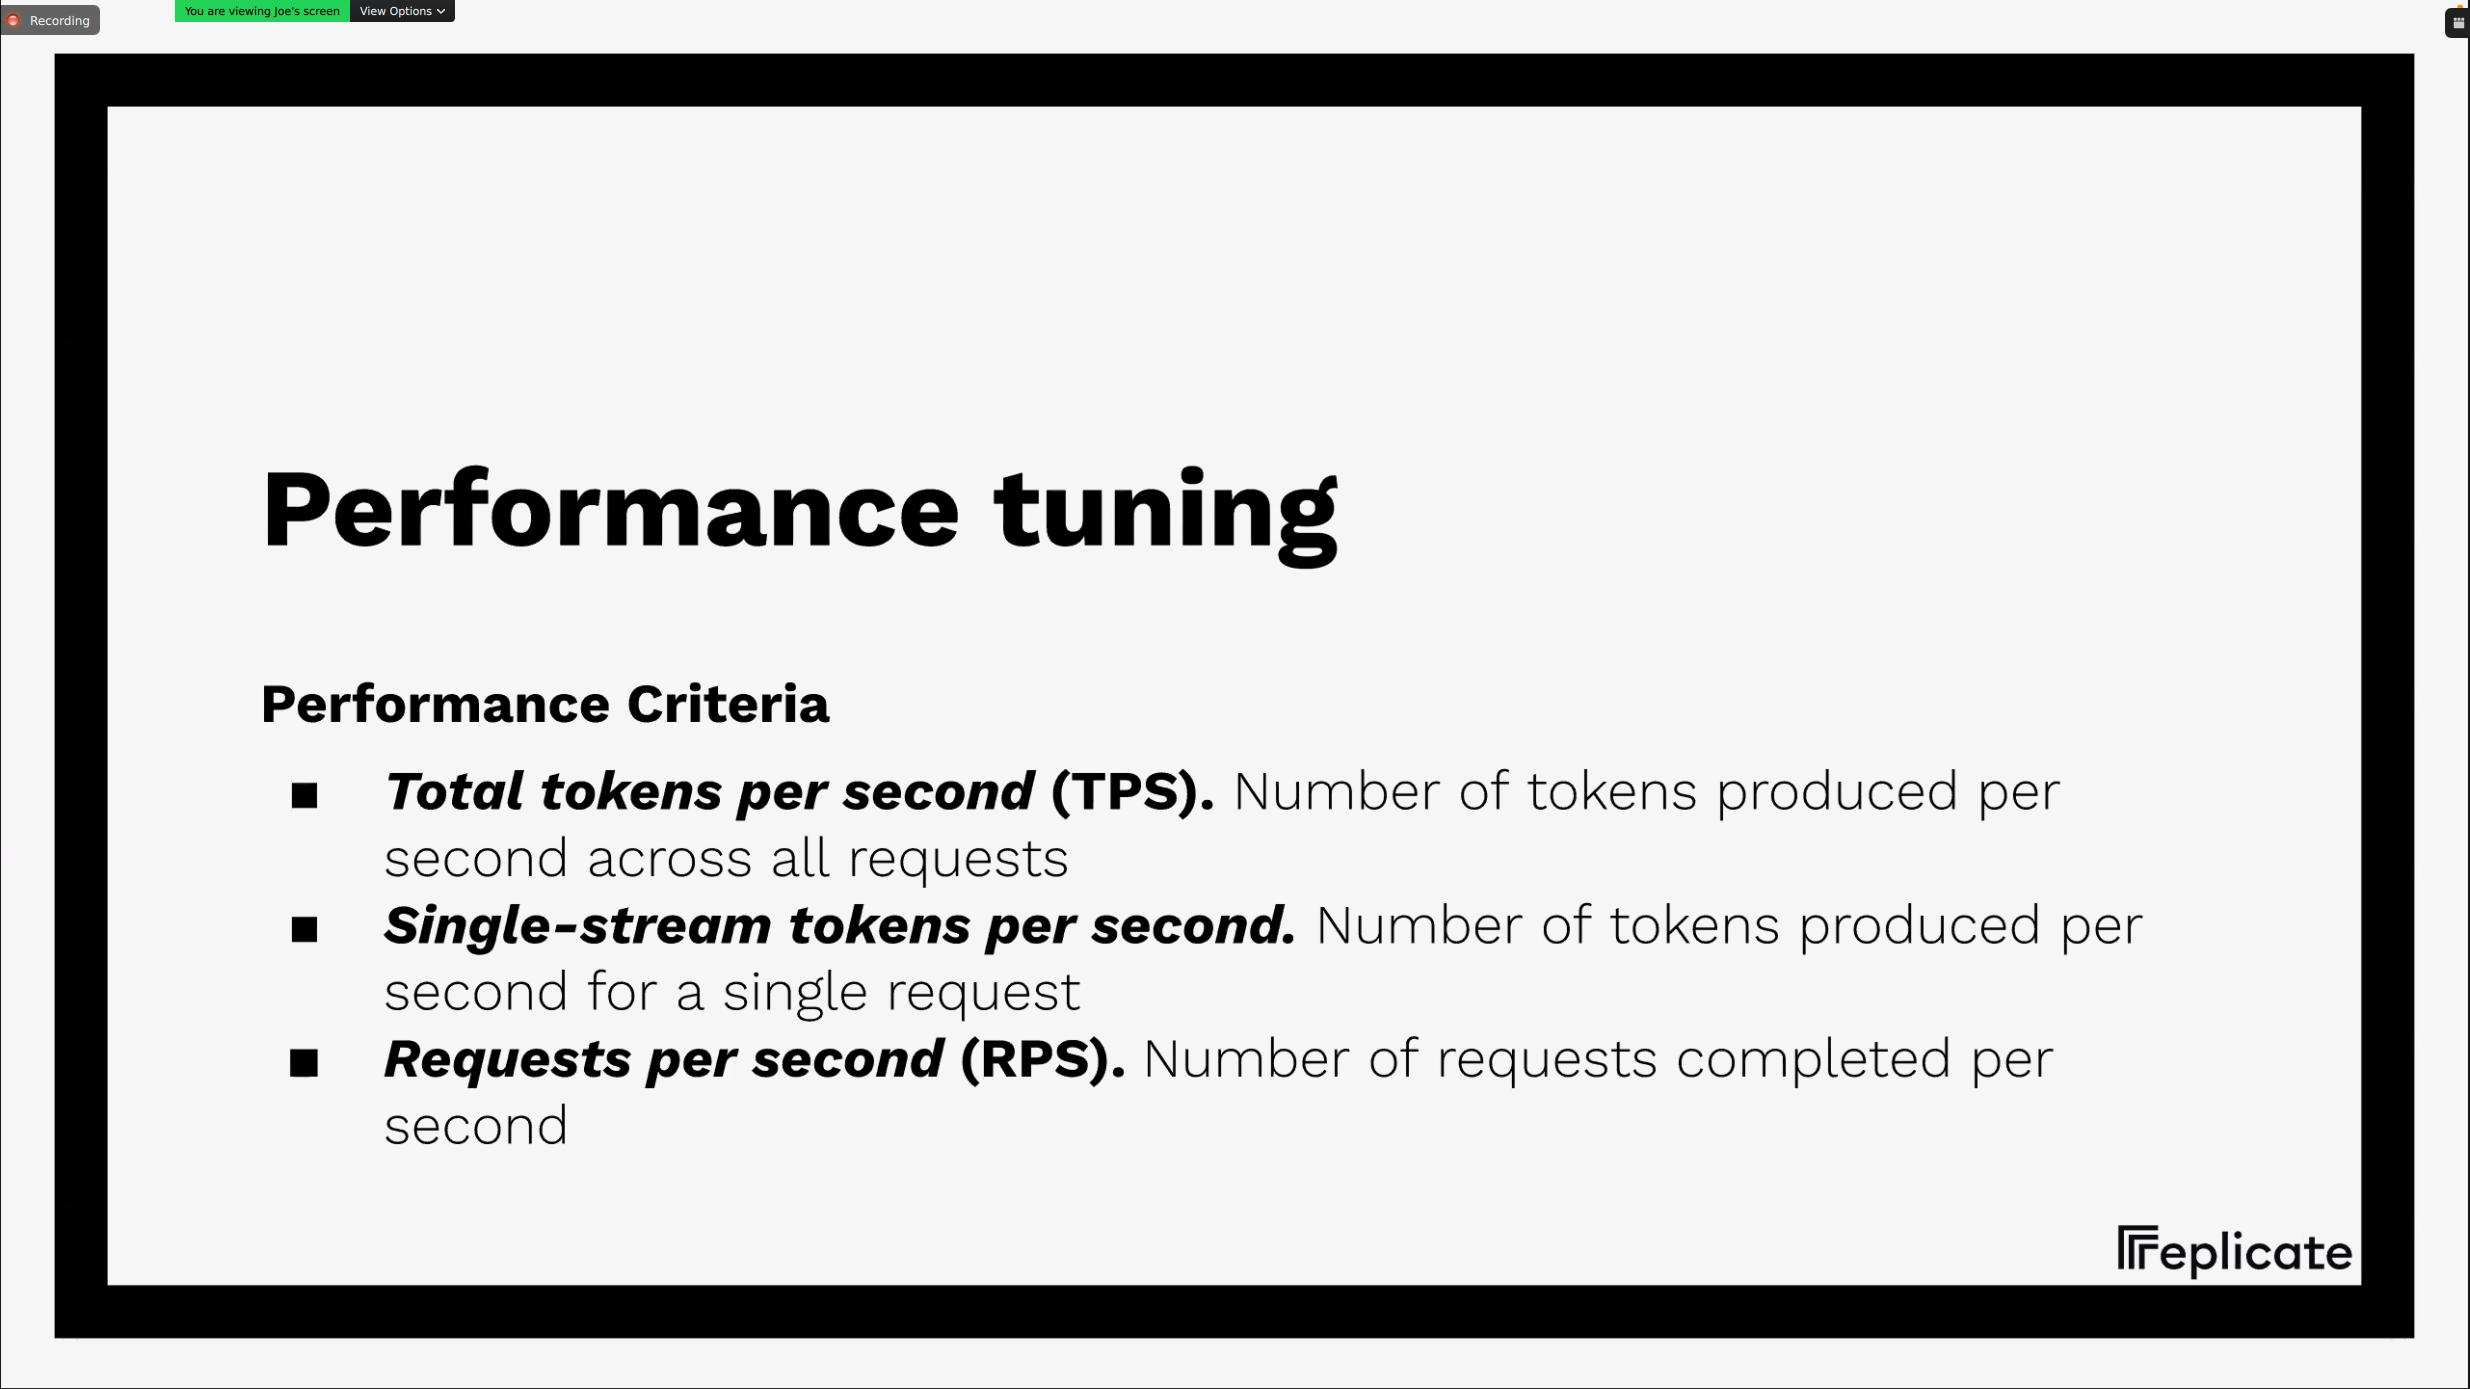 Recording
You are viewing Joe's screen
View Options
Performance tuning
Performance Criteria
■ Total tokens per second (TPS). Number of tokens produced per
second across all requests
■ Single-stream tokens per second. Number of tokens produced per
second for a single request
■ Requests per second (RPS). Number of requests completed per
second
replicate